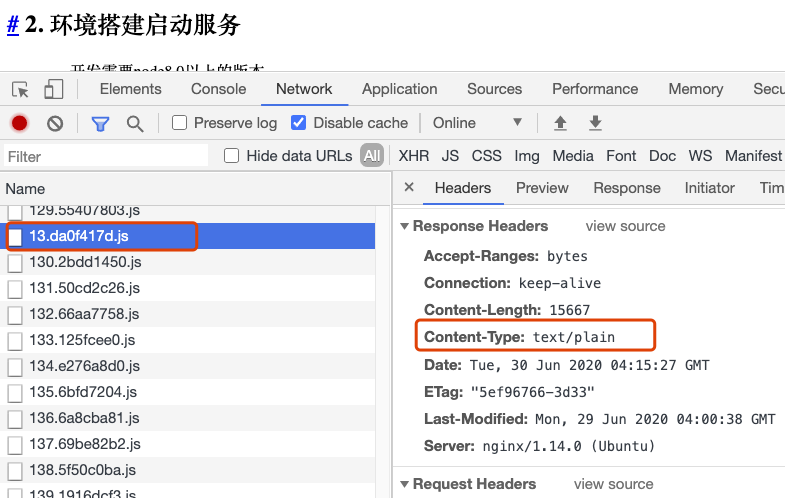 # 2. 环境搭建启动服务
开发需要node8.0以上的版本
Elements Console Network Application Sources Performance Memory Secu
Preserve log Disable cache Online
Filter Hide data URLs All XHR JS CSS Img Media Font Doc WS Manifest
Name
129.55407803.js
13.da0f417d.js
130.2bdd1450.js
131.50cd2c26.js
132.66aa7758.js
133.125fcee0.js
134.e276a8d0.js
135.6bfd7204.js
136.6a8cba81.js
137.69be82b2.js
138.5f50c0ba.js
139.1916dcf3.js
× Headers Preview Response Initiator Tim
Response Headers view source
Accept-Ranges: bytes
Connection: keep-alive
Content-Length: 15667
Content-Type: text/plain
Date: Tue, 30 Jun 2020 04:15:27 GMT
ETag: "5ef96766-3d33"
Last-Modified: Mon, 29 Jun 2020 04:00:38 GMT
Server: nginx/1.14.0 (Ubuntu)
Request Headers view source